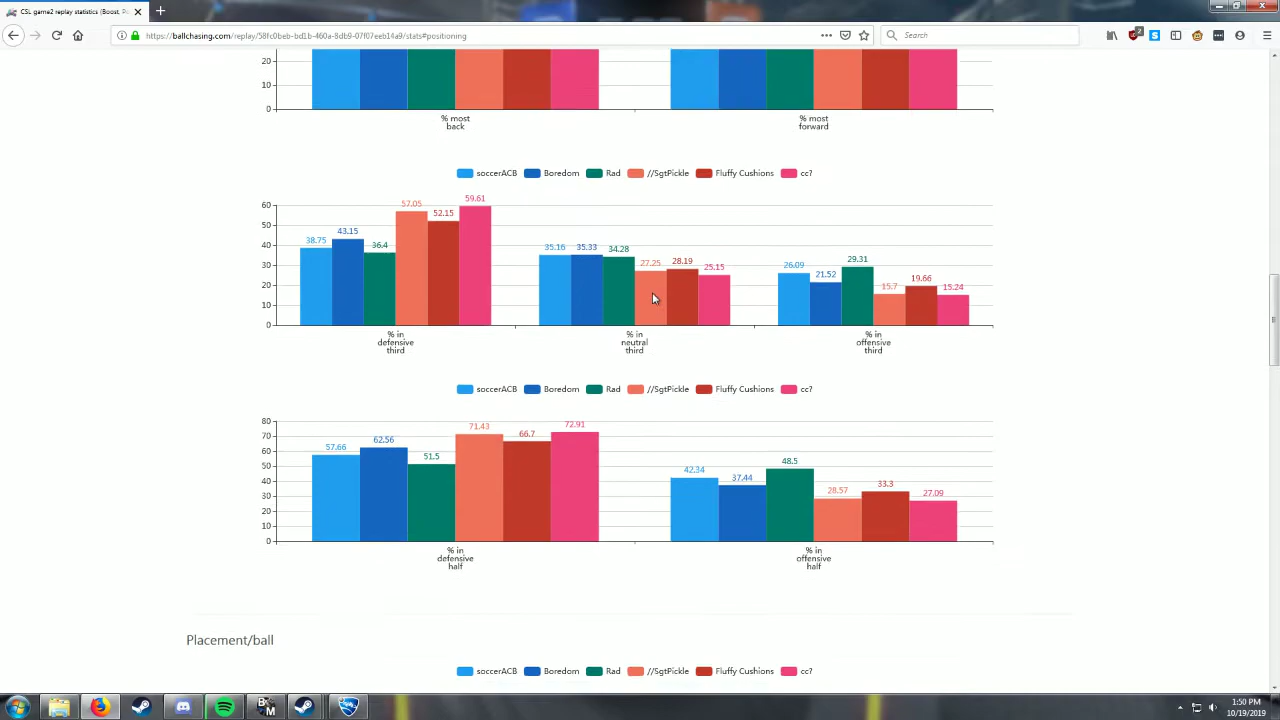 CSL game2 replay statistics (Boost, P
https://ballchasing.com/replay/58fc0beb-bd1b-460a-8db9-07f07eeb14a9/stats#positioning
Search
2
20
10
0
% most
back
% most
forward
soccerACB Boredom Rad //SgtPickle Fluffy Cushions cc?
60
50
40
30
20
10
0
38.75 43.15 36.4 57.05 52.15 59.61
35.16 35.33 34.28 27.25 28.19 25.15
26.09 21.52 29.31 15.7 19.66 15.24
% in
defensive
third
% in
neutral
third
% in
offensive
third
soccerACB Boredom Rad //SgtPickle Fluffy Cushions cc?
80
70
60
50
40
30
20
10
0
57.66 62.56 51.5 71.43 66.7 72.91
42.34 37.44 48.5 28.57 33.3 27.09
% in
defensive
half
% in
offensive
half
Placement/ball
soccerACB Boredom Rad //SgtPickle Fluffy Cushions cc?
1:50 PM
10/19/2019